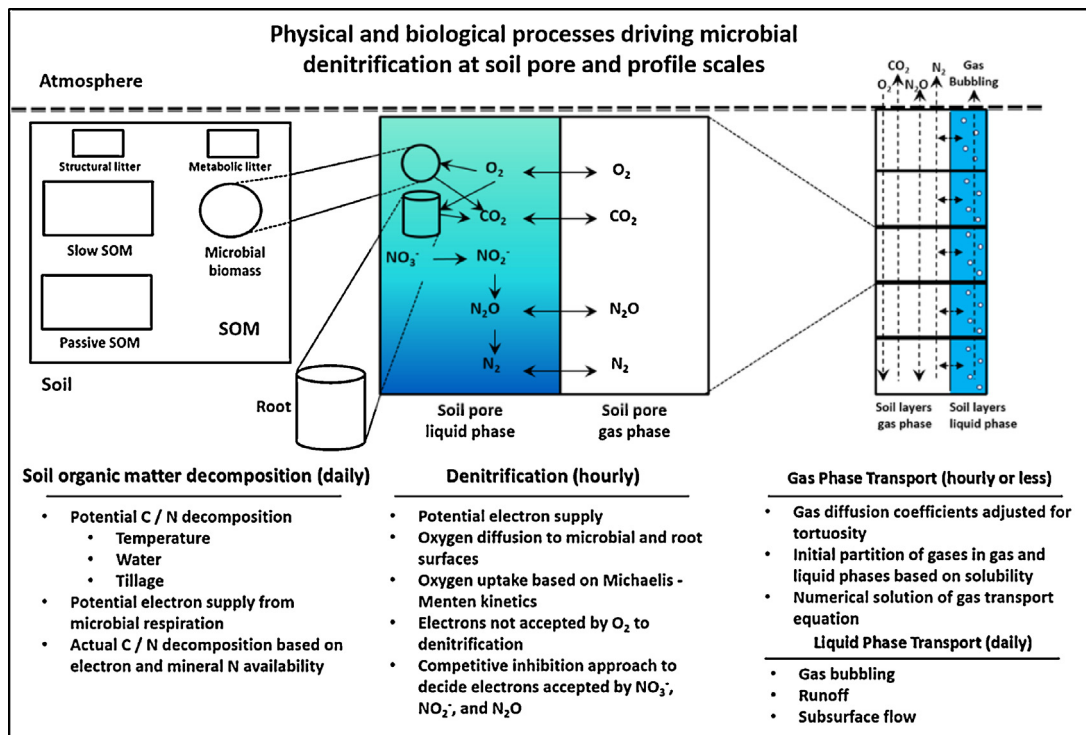 Physical and biological processes driving microbial
denitrification at soil pore and profile scales
Atmosphere
Structural litter
Metabolic litter
Slow SOM
Microbial
biomass
Passive SOM
SOM
Soil
Root
O₂
CO₂
NO₃⁻
NO₂⁻
N₂O
N₂
Soil pore
liquid phase
O₂
CO₂
N₂O
N₂
Soil pore
gas phase
O₂
CO₂
N₂O
N₂
Gas
Bubbling
Soil layers
gas phase
Soil layers
liquid phase
Soil organic matter decomposition (daily)
• Potential C / N decomposition
• Temperature
• Water
• Tillage
• Potential electron supply from
microbial respiration
• Actual C / N decomposition based on
electron and mineral N availability
Denitrification (hourly)
• Potential electron supply
• Oxygen diffusion to microbial and root
surfaces
• Oxygen uptake based on Michaelis -
Menten kinetics
• Electrons not accepted by O₂ to
denitrification
• Competitive inhibition approach to
decide electrons accepted by NO₃⁻,
NO₂⁻, and N₂O
Gas Phase Transport (hourly or less)
• Gas diffusion coefficients adjusted for
tortuosity
• Initial partition of gases in gas and
liquid phases based on solubility
• Numerical solution of gas transport
equation
Liquid Phase Transport (daily)
• Gas bubbling
• Runoff
• Subsurface flow